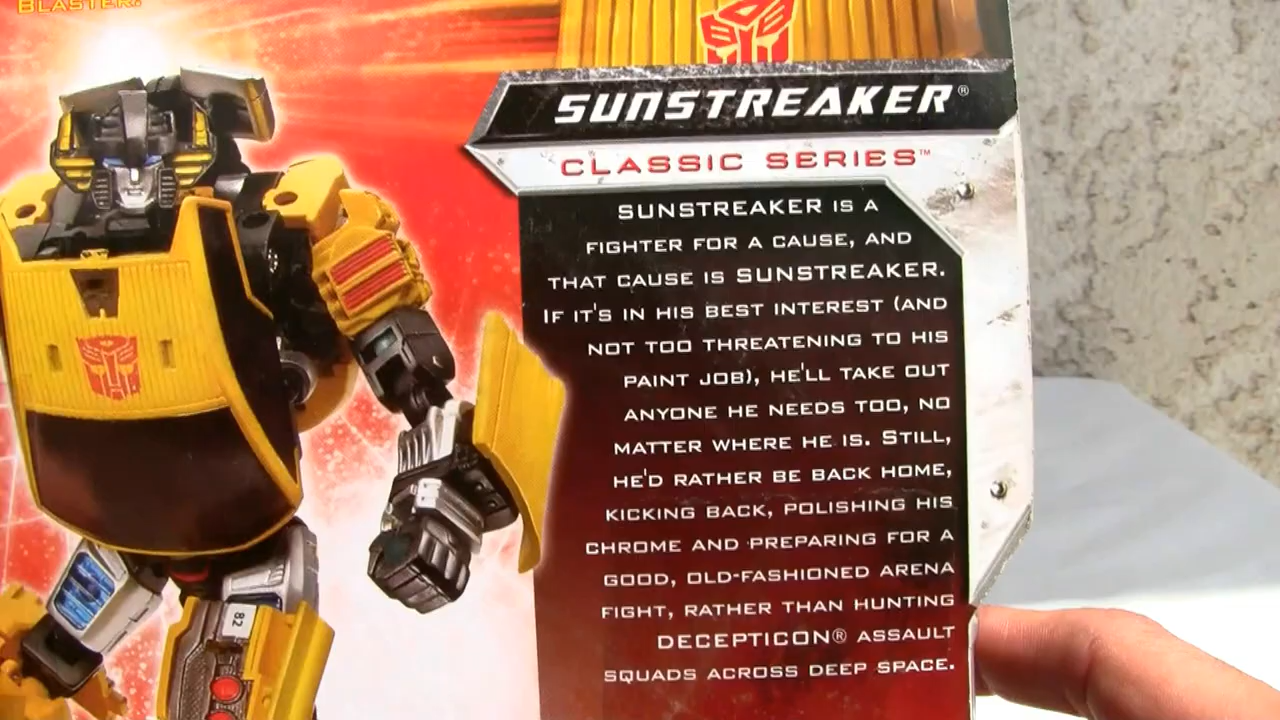 BLASTER.
SUNSTREAKER®
CLASSIC SERIES™
SUNSTREAKER IS A
FIGHTER FOR A CAUSE, AND
THAT CAUSE IS SUNSTREAKER.
IF IT'S IN HIS BEST INTEREST (AND
NOT TOO THREATENING TO HIS
PAINT JOB), HE'LL TAKE OUT
ANYONE HE NEEDS TOO, NO
MATTER WHERE HE IS. STILL,
HE'D RATHER BE BACK HOME,
KICKING BACK, POLISHING HIS
CHROME AND PREPARING FOR A
GOOD, OLD-FASHIONED ARENA
FIGHT, RATHER THAN HUNTING
DECEPTICON® ASSAULT
SQUADS ACROSS DEEP SPACE.
82